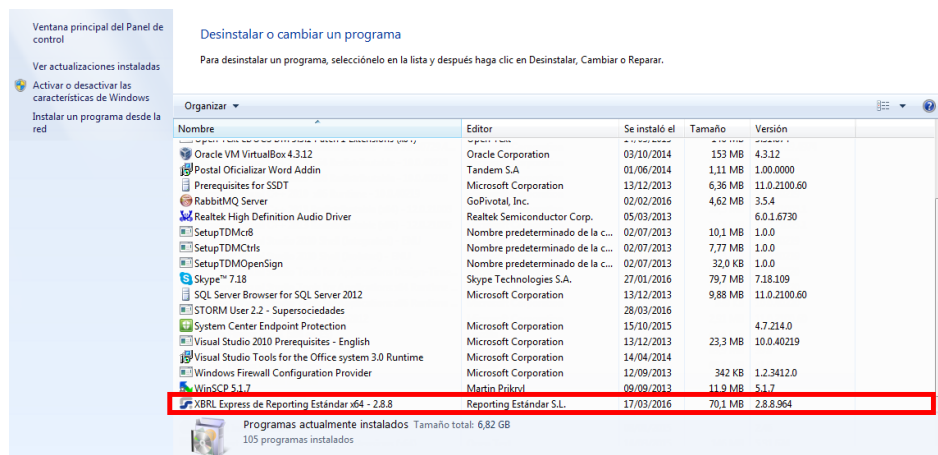 Ventana principal del Panel de
control
Ver actualizaciones instaladas
Activar o desactivar las
características de Windows
Instalar un programa desde la
red
Desinstalar o cambiar un programa
Para desinstalar un programa, selecciónelo en la lista y después haga clic en Desinstalar, Cambiar o Reparar.
Organizar
Nombre Editor Se instaló el Tamaño Versión
Oracle VM VirtualBox 4.3.12 Oracle Corporation 03/10/2014 153 MB 4.3.12
Postal Oficializar Word Addin Tandem S.A 01/06/2014 1,11 MB 1.00.0000
Prerequisites for SSDT Microsoft Corporation 13/12/2013 6,36 MB 11.0.2100.60
RabbitMQ Server GoPivotal, Inc. 02/02/2016 4,62 MB 3.5.4
Realtek High Definition Audio Driver Realtek Semiconductor Corp. 05/03/2013 6.0.1.6730
SetupTDMcr8 Nombre predeterminado de la c... 02/07/2013 10,1 MB 1.0.0
SetupTDMCtrls Nombre predeterminado de la c... 02/07/2013 7,77 MB 1.0.0
SetupTDMOpenSign Nombre predeterminado de la c... 02/07/2013 32,0 KB 1.0.0
Skype™ 7.18 Skype Technologies S.A. 27/01/2016 79,7 MB 7.18.109
SQL Server Browser for SQL Server 2012 Microsoft Corporation 13/12/2013 9,88 MB 11.0.2100.60
STORM User 2.2 - Supersociedades 28/03/2016
System Center Endpoint Protection Microsoft Corporation 15/10/2015 4.7.214.0
Visual Studio 2010 Prerequisites - English Microsoft Corporation 13/12/2013 23,3 MB 10.0.40219
Visual Studio Tools for the Office system 3.0 Runtime Microsoft Corporation 14/04/2014
Windows Firewall Configuration Provider Microsoft Corporation 12/09/2013 342 KB 1.2.3412.0
WinSCP 5.1.7 Martin Prikryl 09/09/2013 11,9 MB 5.1.7
XBRL Express de Reporting Estándar x64 - 2.8.8 Reporting Estándar S.L. 17/03/2016 70,1 MB 2.8.8.964
Programas actualmente instalados Tamaño total: 6,82 GB
105 programas instalados